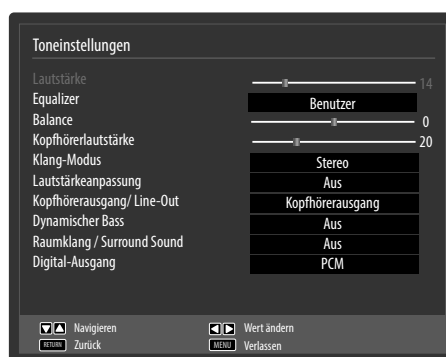 Toneinstellungen
Lautstärke 14
Equalizer Benutzer
Balance 0
Kopfhörerlautstärke 20
Klang-Modus Stereo
Lautstärkeanpassung Aus
Kopfhörerausgang/ Line-Out Kopfhörerausgang
Dynamischer Bass Aus
Raumklang / Surround Sound Aus
Digital-Ausgang PCM
Navigieren Wert ändern
RETURN Zurück MENU Verlassen